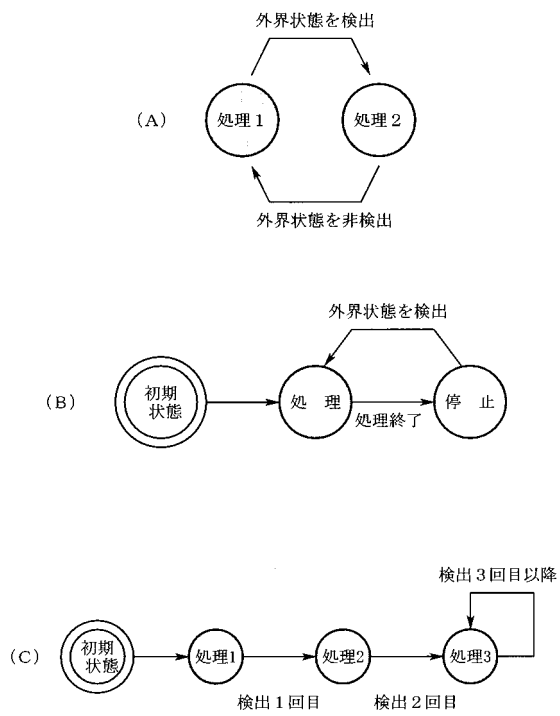 外界状態を検出
(A)
処理1
処理2
外界状態を非検出
外界状態を検出
(B)
初期
状態
処 理
処理終了
停 止
検出3回目以降
(C)
初期
状態
処理1
処理2
処理3
検出1回目
検出2回目